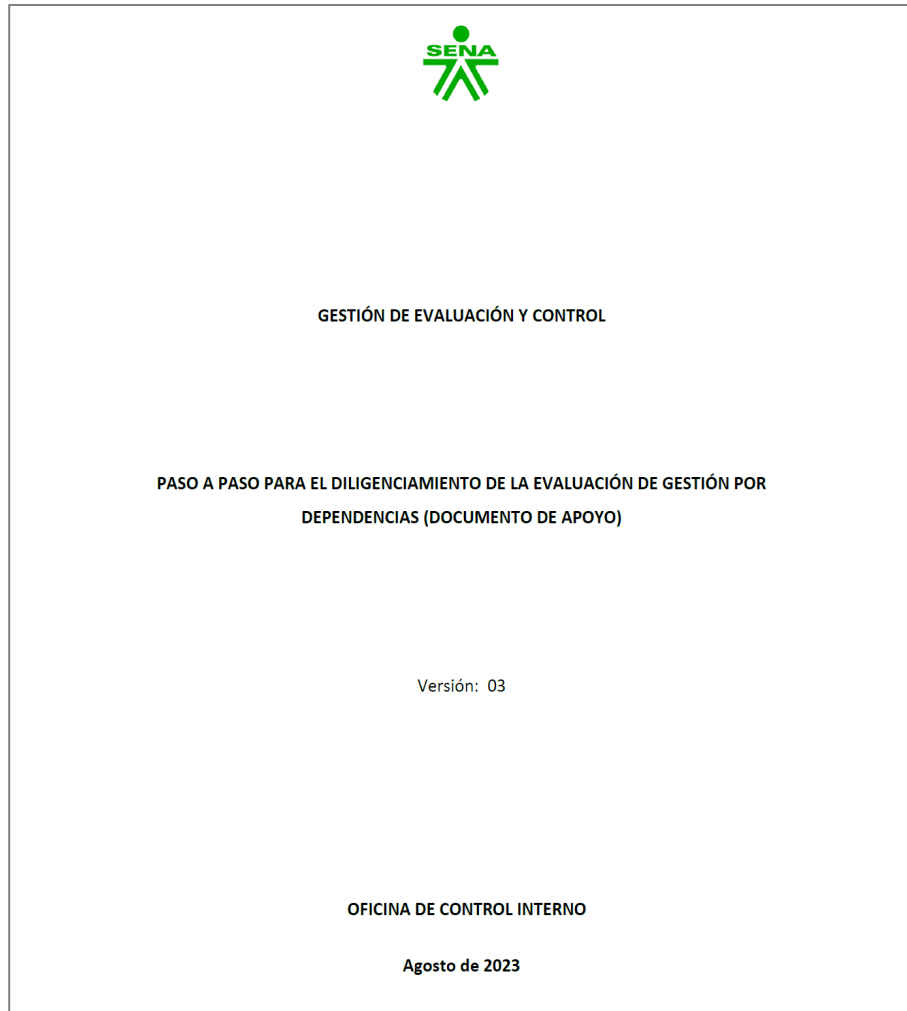 SENA
GESTIÓN DE EVALUACIÓN Y CONTROL
PASO A PASO PARA EL DILIGENCIAMIENTO DE LA EVALUACIÓN DE GESTIÓN POR
DEPENDENCIAS (DOCUMENTO DE APOYO)
Versión: 03
OFICINA DE CONTROL INTERNO
Agosto de 2023